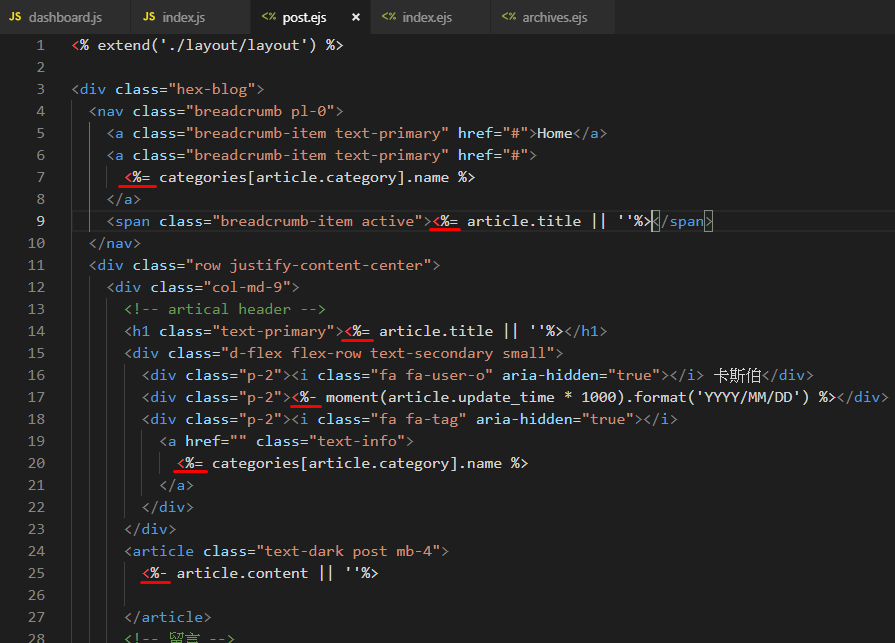 JS dashboard.js JS index.js <% post.ejs × <% index.ejs <% archives.ejs
1 <% extend('./layout/layout') %>
2
3 <div class="hex-blog">
4 <nav class="breadcrumb pl-0">
5 <a class="breadcrumb-item text-primary" href="#">Home</a>
6 <a class="breadcrumb-item text-primary" href="#">
7 <%= categories[article.category].name %>
8 </a>
9 <span class="breadcrumb-item active"><%= article.title || ''%></span>
10 </nav>
11 <div class="row justify-content-center">
12 <div class="col-md-9">
13 <!-- artical header -->
14 <h1 class="text-primary"><%= article.title || ''%></h1>
15 <div class="d-flex flex-row text-secondary small">
16 <div class="p-2"><i class="fa fa-user-o" aria-hidden="true"></i> 卡斯伯</div>
17 <div class="p-2"><%- moment(article.update_time * 1000).format('YYYY/MM/DD') %></div>
18 <div class="p-2"><i class="fa fa-tag" aria-hidden="true"></i>
19 <a href="" class="text-info">
20 <%= categories[article.category].name %>
21 </a>
22 </div>
23 </div>
24 <article class="text-dark post mb-4">
25 <%- article.content || ''%>
26
27 </article>
28 <!-- 留言 -->